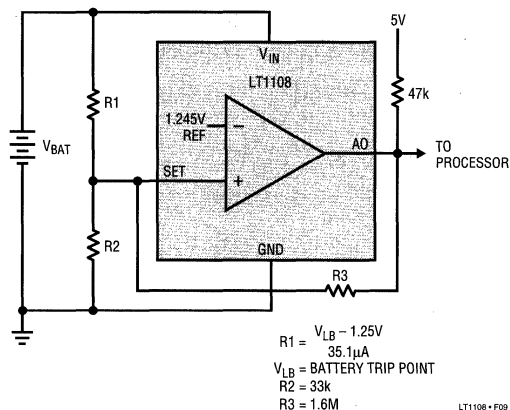 5V
V_IN
LT1108
R1
47k
1.245V
REF
−
V_BAT
AO
TO
PROCESSOR
SET
+
R2
GND
R3
R1 = V_LB – 1.25V
35.1µA
V_LB = BATTERY TRIP POINT
R2 = 33k
R3 = 1.6M
LT1108 • F09